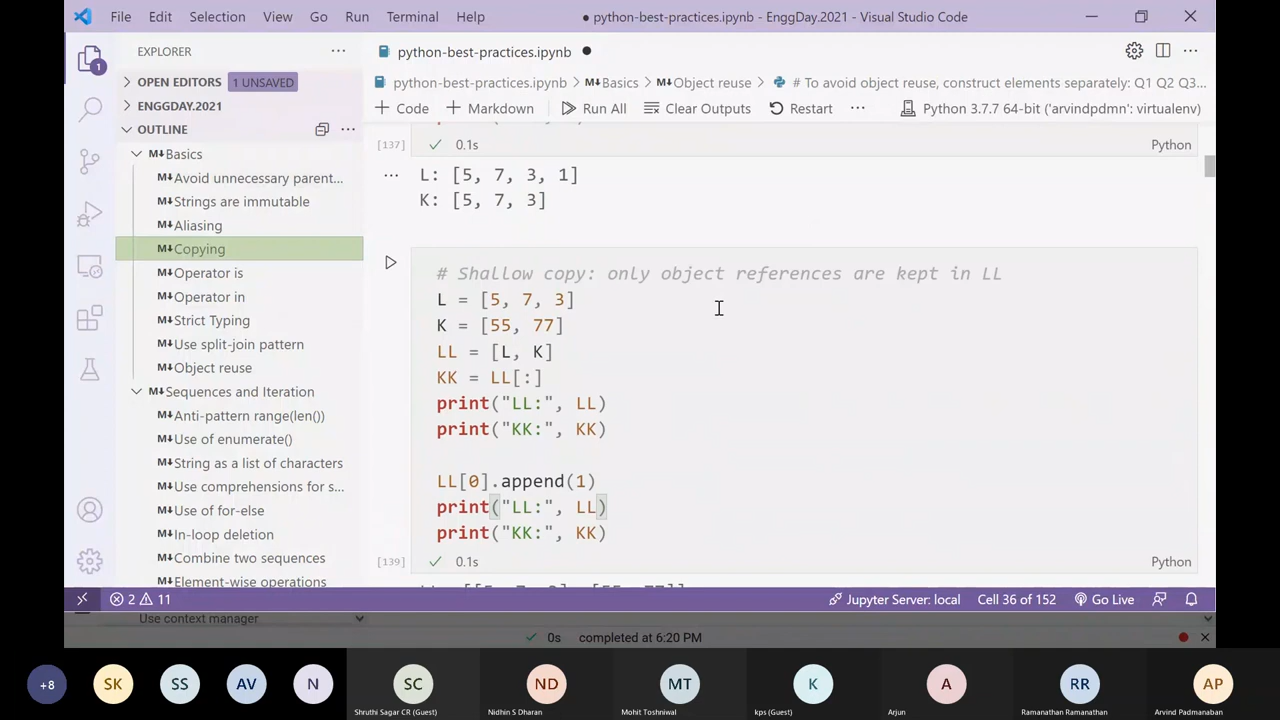 File Edit Selection View Go Run Terminal Help ● python-best-practices.ipynb - EnggDay.2021 - Visual Studio Code
EXPLORER
python-best-practices.ipynb
OPEN EDITORS 1 UNSAVED
ENGGDAY.2021
OUTLINE
Basics
Avoid unnecessary parent...
Strings are immutable
Aliasing
Copying
Operator is
Operator in
Strict Typing
Use split-join pattern
Object reuse
Sequences and Iteration
Anti-pattern range(len())
Use of enumerate()
String as a list of characters
Use comprehensions for s...
Use of for-else
In-loop deletion
Combine two sequences
Element-wise operations
python-best-practices.ipynb > Basics > Object reuse > # To avoid object reuse, construct elements separately: Q1 Q2 Q3...
+ Code + Markdown Run All Clear Outputs Restart ... Python 3.7.7 64-bit ('arvindpdmn': virtualenv)
[137] 0.1s Python
L: [5, 7, 3, 1]
K: [5, 7, 3]
# Shallow copy: only object references are kept in LL
L = [5, 7, 3]
K = [55, 77]
LL = [L, K]
KK = LL[:]
print("LL:", LL)
print("KK:", KK)
LL[0].append(1)
print("LL:", LL)
print("KK:", KK)
[139] 0.1s Python
1
2 11 Jupyter Server: local Cell 36 of 152 Go Live
Use context manager
0s completed at 6:20 PM
+8 SK SS AV N SC ND MT K A RR AP
Shruthi Sagar CR (Guest) Nidhin S Dharan Mohit Toshniwal kps (Guest) Arjun Ramanathan Ramanathan Arvind Padmanaban